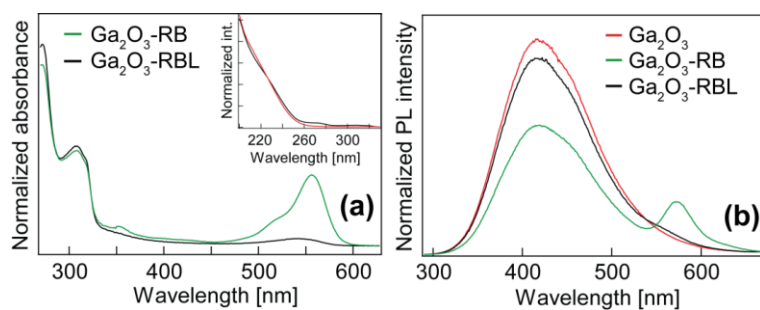 Normalized absorbance
Ga₂O₃-RB
Ga₂O₃-RBL
Normalized int.
220 260 300
Wavelength [nm]
(a)
300 400 500 600
Wavelength [nm]
Normalized PL intensity
Ga₂O₃
Ga₂O₃-RB
Ga₂O₃-RBL
(b)
300 400 500 600
Wavelength [nm]